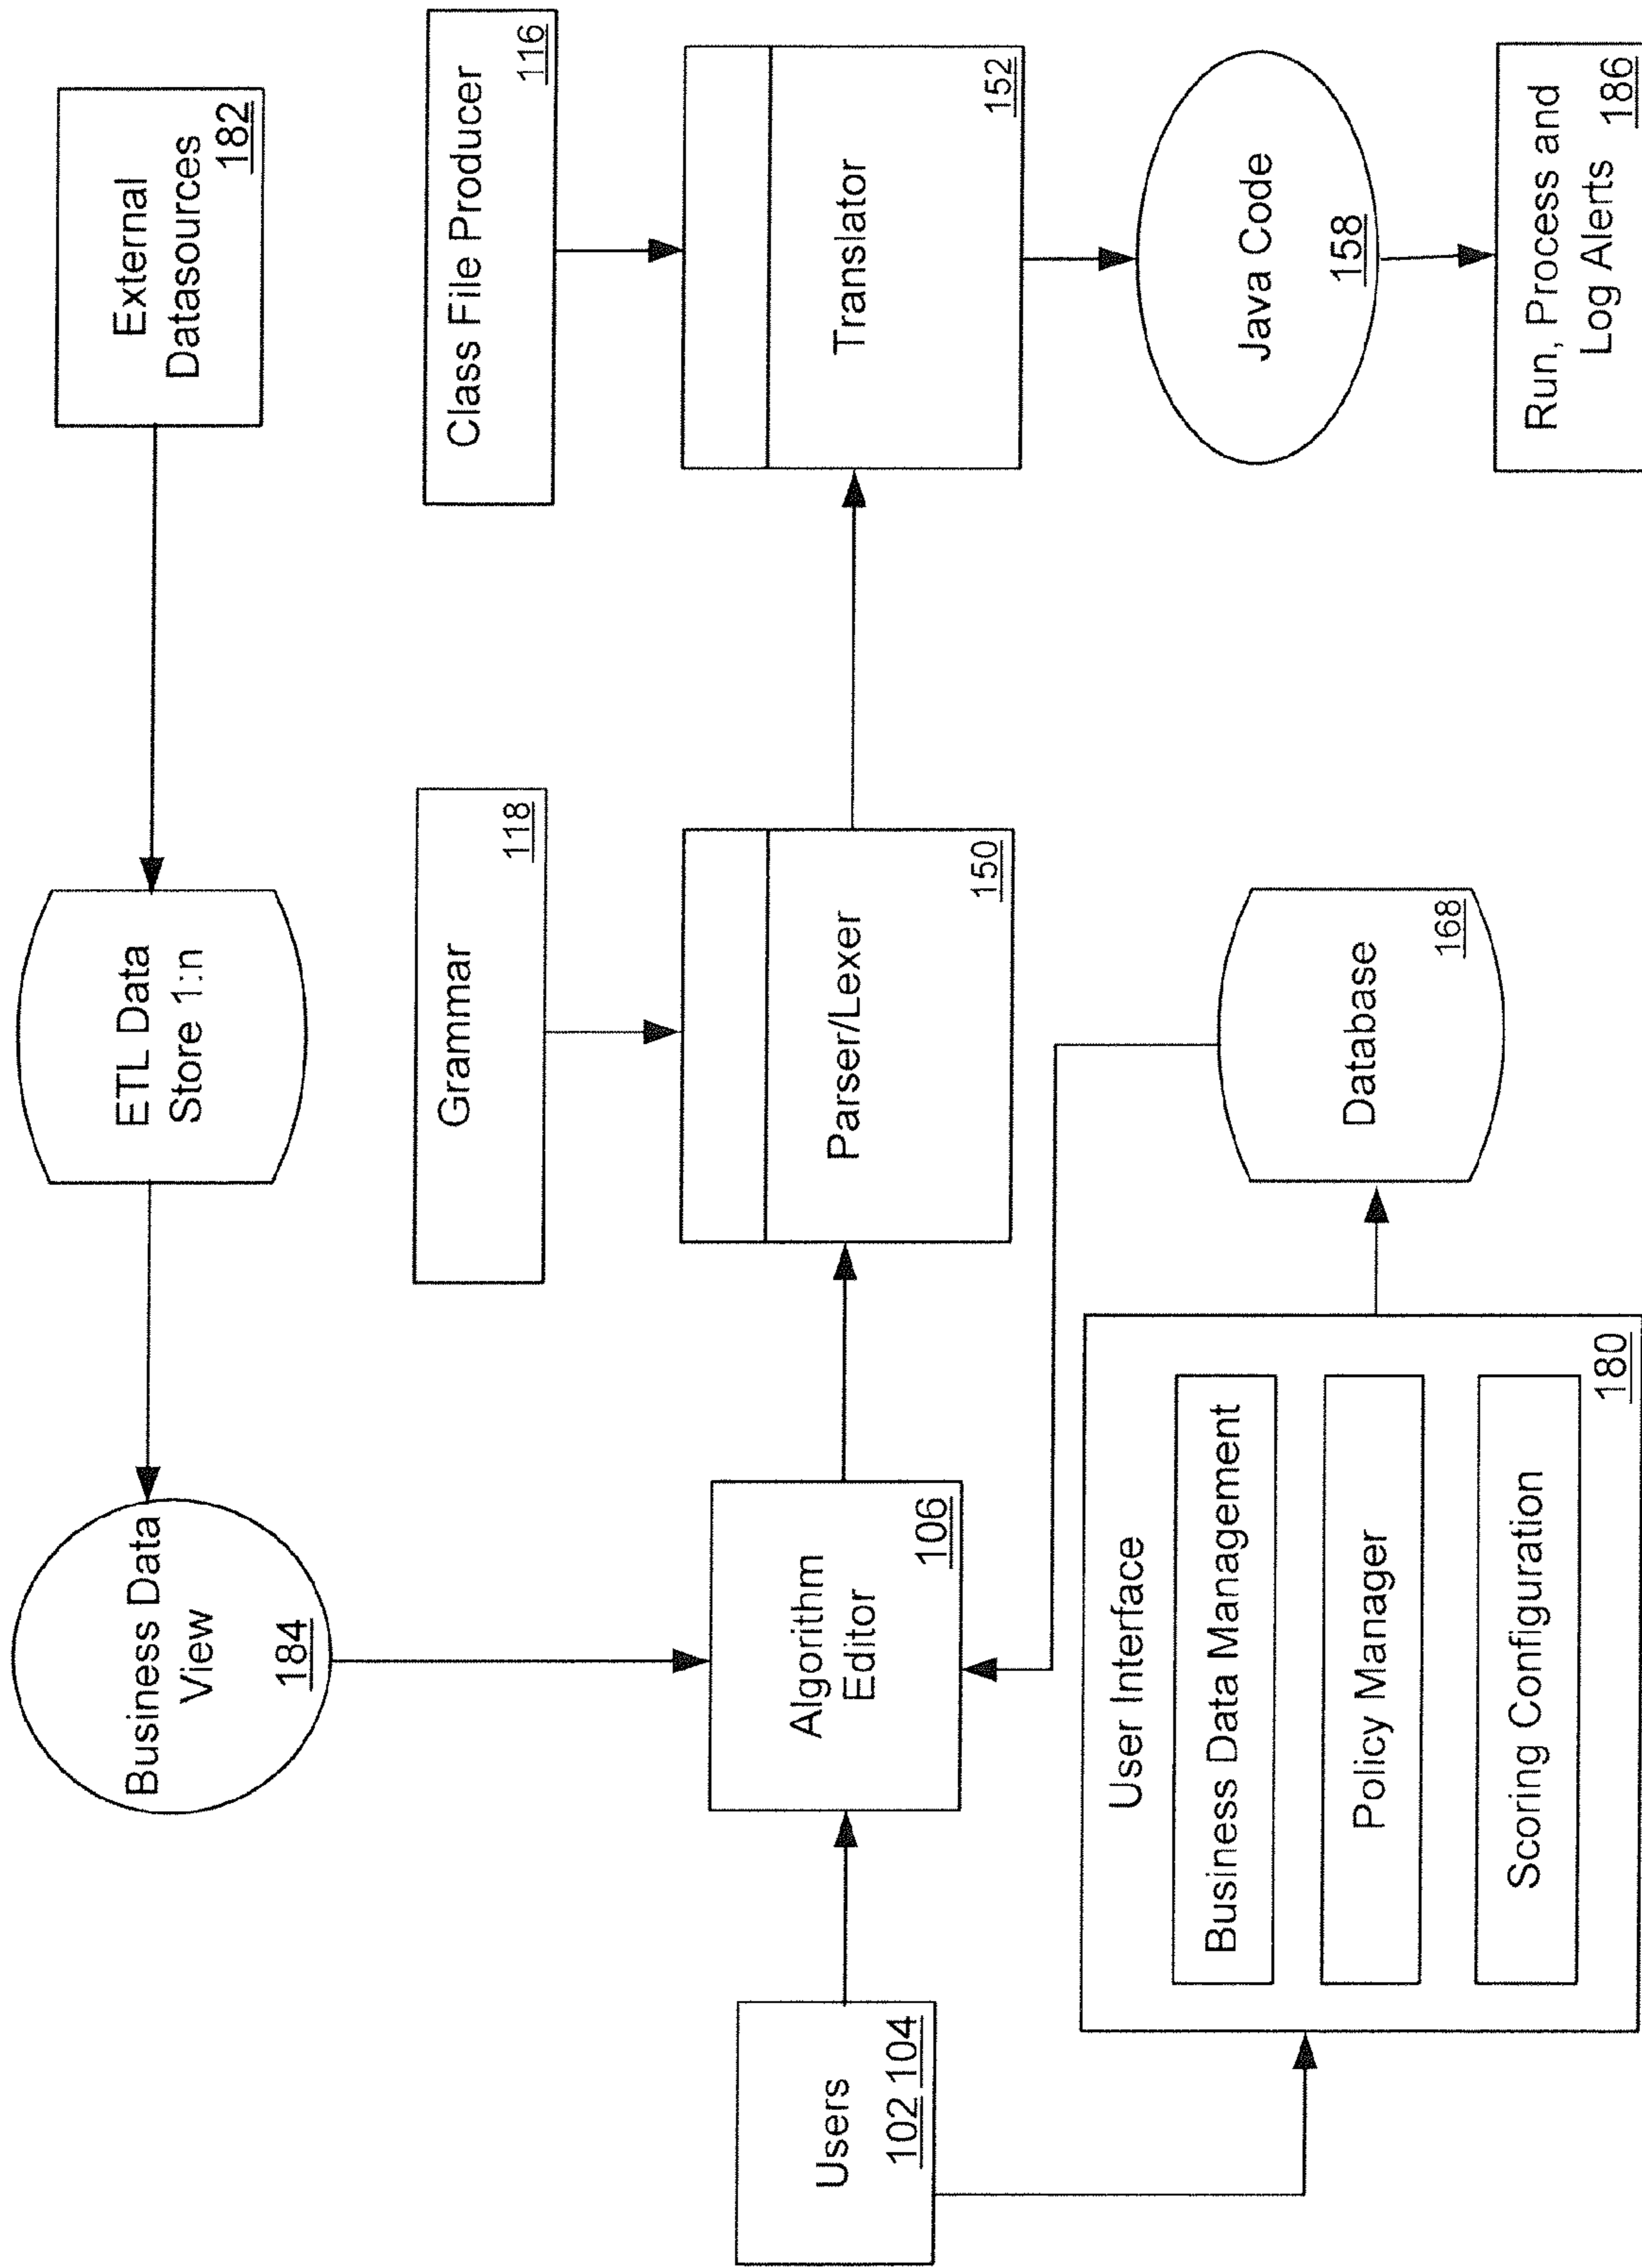 Business Data
View
184
ETL Data
Store 1:n
External
Datasources
182
Grammar
118
Class File Producer
116
Users
102 104
Algorithm
Editor
106
Parser/Lexer
150
Translator
152
User Interface
Business Data Management
Policy Manager
Scoring Configuration
180
Database
168
Java Code
158
Run, Process and
Log Alerts 186